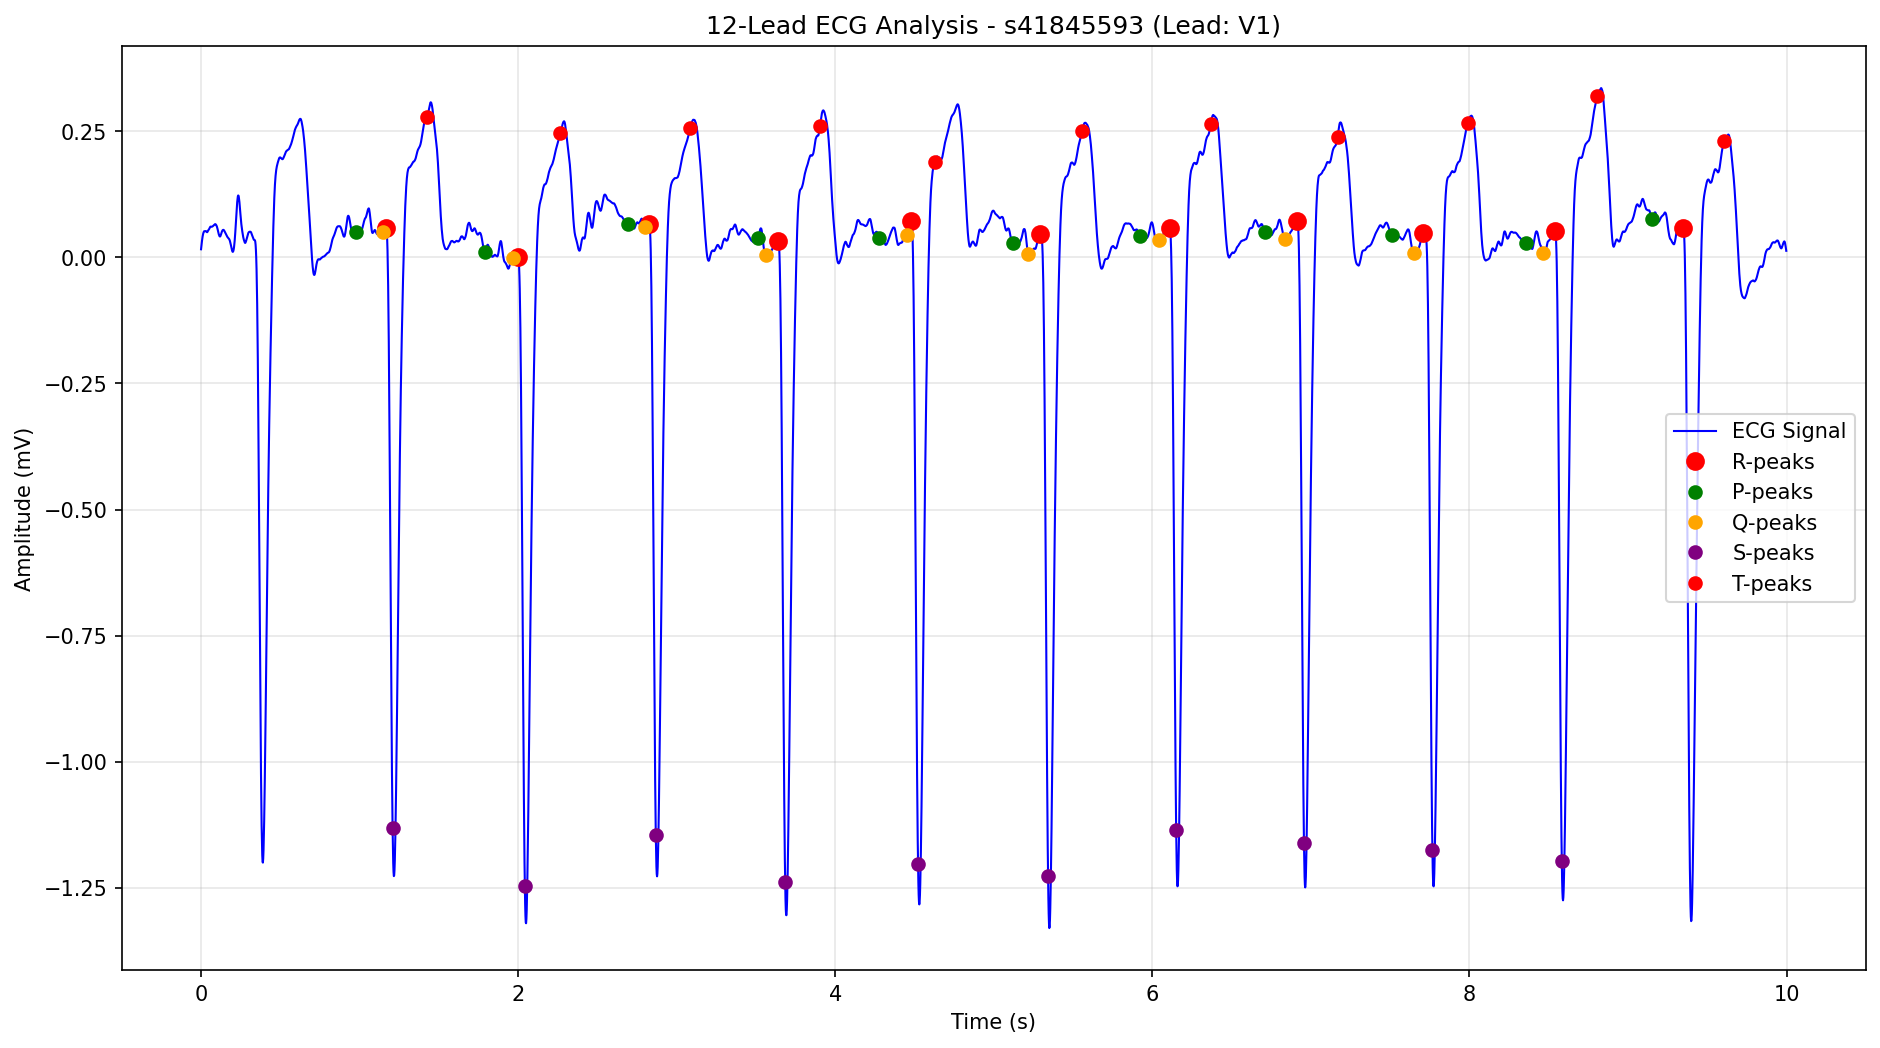 12-Lead ECG Analysis - s41845593 (Lead: V1)
Amplitude (mV)
0.25
0.00
−0.25
−0.50
−0.75
−1.00
−1.25
ECG Signal
R-peaks
P-peaks
Q-peaks
S-peaks
T-peaks
0 2 4 6 8 10
Time (s)